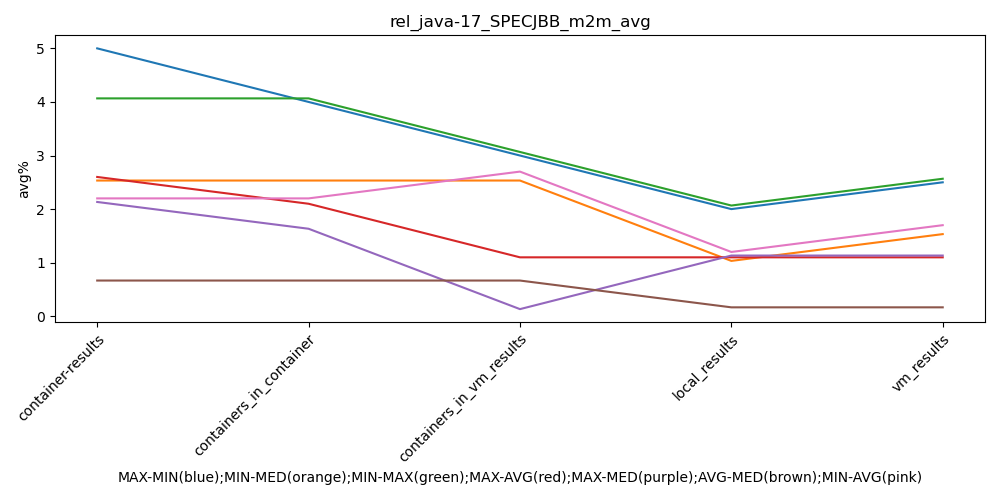 rel_java-17_SPECJBB_m2m_avg
avg%
5
4
3
2
1
0
container-results
containers_in_container
containers_in_vm_results
local_results
vm_results
MAX-MIN(blue);MIN-MED(orange);MIN-MAX(green);MAX-AVG(red);MAX-MED(purple);AVG-MED(brown);MIN-AVG(pink)